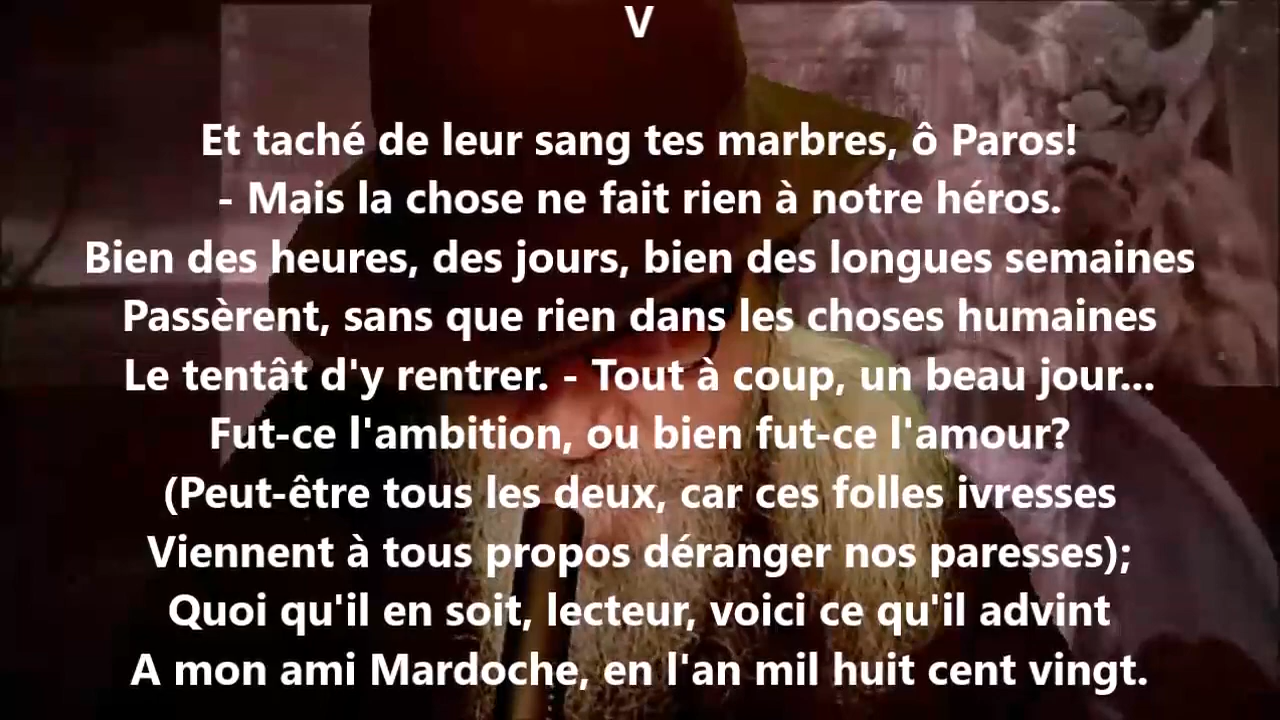 V
Et taché de leur sang tes marbres, ô Paros!
- Mais la chose ne fait rien à notre héros.
Bien des heures, des jours, bien des longues semaines
Passèrent, sans que rien dans les choses humaines
Le tentât d'y rentrer. - Tout à coup, un beau jour...
Fut-ce l'ambition, ou bien fut-ce l'amour?
(Peut-être tous les deux, car ces folles ivresses
Viennent à tous propos déranger nos paresses);
Quoi qu'il en soit, lecteur, voici ce qu'il advint
A mon ami Mardoche, en l'an mil huit cent vingt.